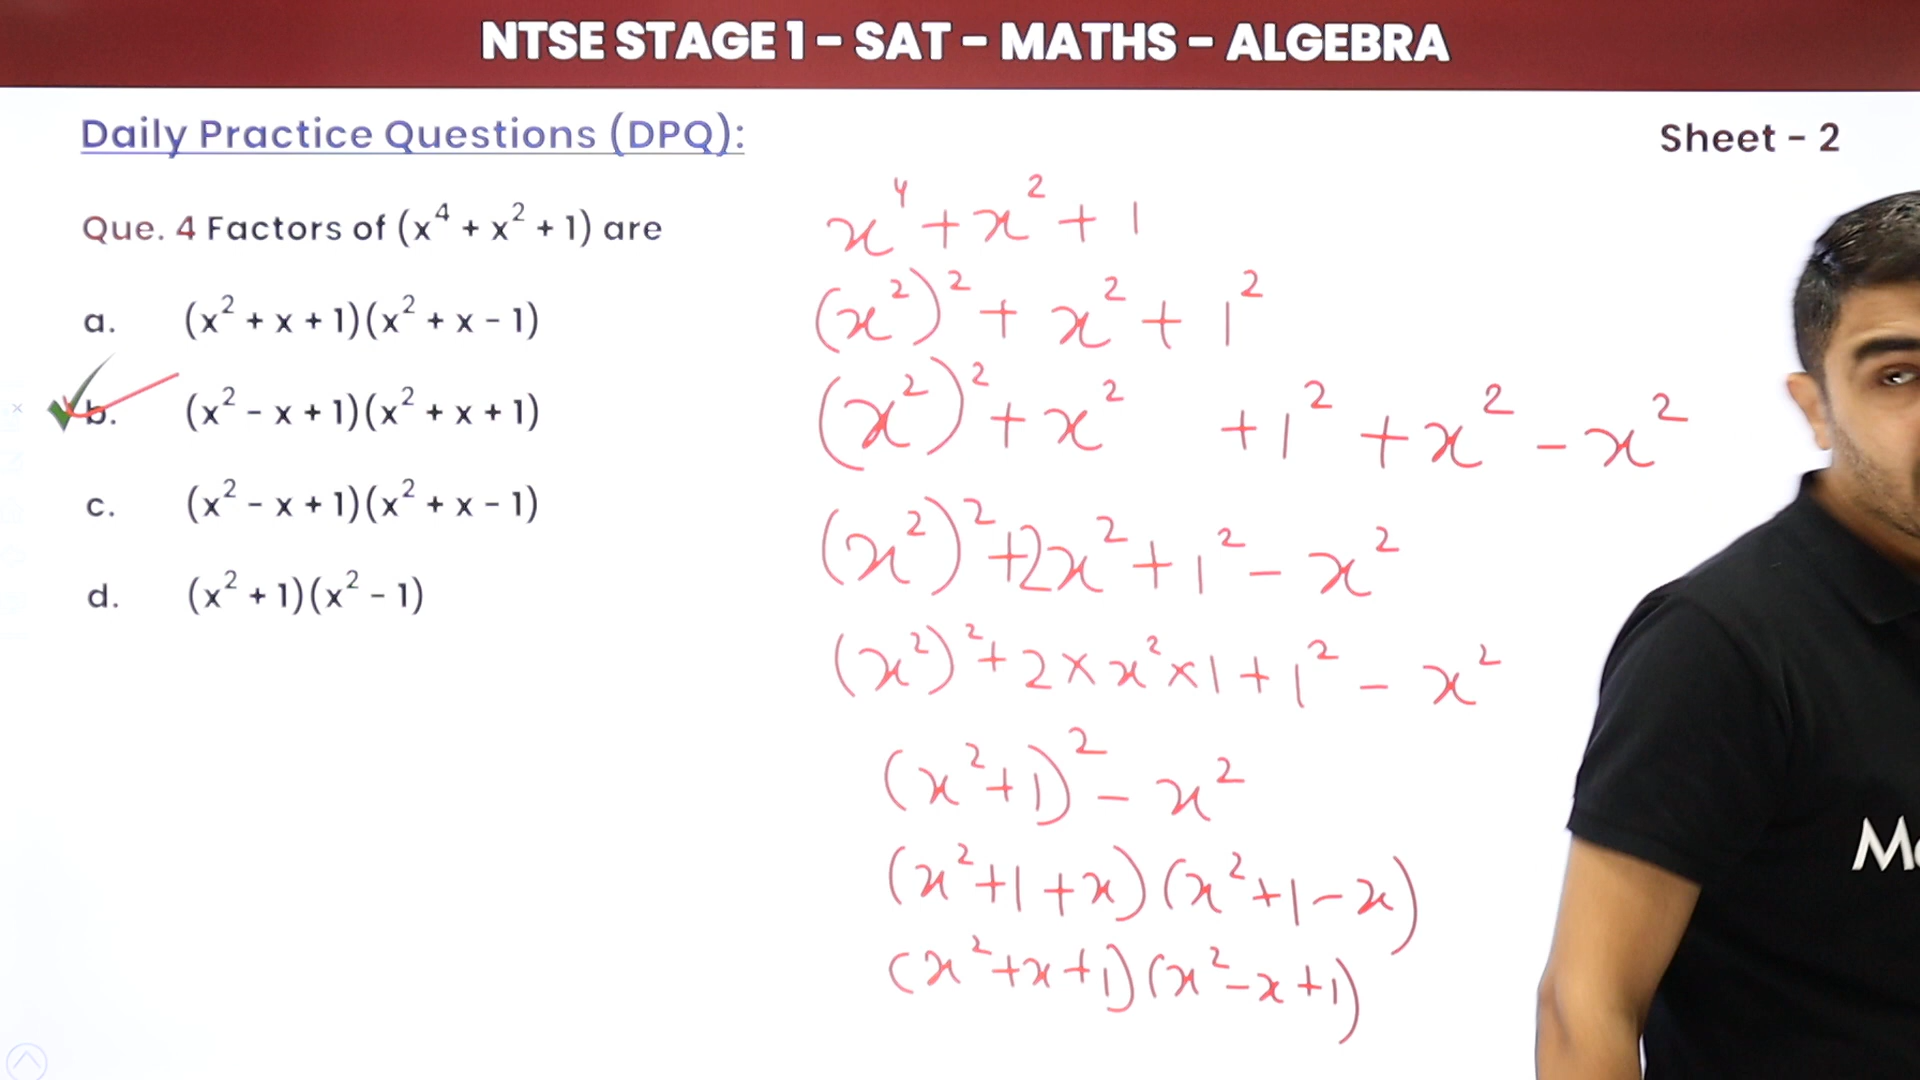 NTSE STAGE 1 – SAT – MATHS – ALGEBRA
Daily Practice Questions (DPQ):
Sheet - 2
Que. 4 Factors of (x⁴ + x² + 1) are
a. (x² + x + 1)(x² + x - 1)
b. (x² - x + 1)(x² + x + 1)
c. (x² - x + 1)(x² + x - 1)
d. (x² + 1)(x² - 1)
x⁴ + x² + 1
(x²)² + x² + 1²
(x²)² + x² + 1² + x² - x²
(x²)² + 2x² + 1² - x²
(x²)² + 2 × x² × 1 + 1² - x²
(x² + 1)² - x²
(x² + 1 + x)(x² + 1 - x)
(x² + x + 1)(x² - x + 1)